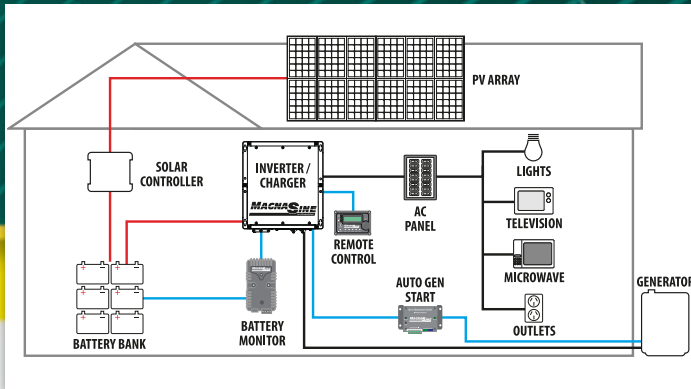 PV ARRAY
SOLAR
CONTROLLER
INVERTER /
CHARGER
MAGNASINE
REMOTE
CONTROL
AC
PANEL
LIGHTS
TELEVISION
MICROWAVE
OUTLETS
AUTO GEN
START
GENERATOR
BATTERY
MONITOR
BATTERY BANK